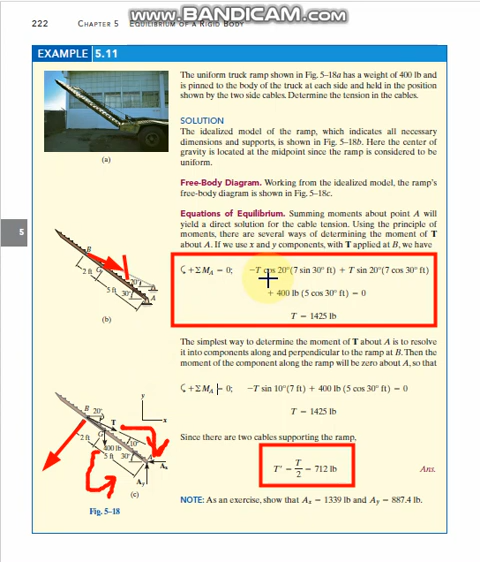 www.BANDICAM.com
222 CHAPTER 5 EQUILIBRIUM OF A RIGID BODY
EXAMPLE 5.11
The uniform truck ramp shown in Fig. 5–18a has a weight of 400 lb and
is pinned to the body of the truck at each side and held in the position
shown by the two side cables. Determine the tension in the cables.
SOLUTION
The idealized model of the ramp, which indicates all necessary
dimensions and supports, is shown in Fig. 5–18b. Here the center of
gravity is located at the midpoint since the ramp is considered to be
uniform.
(a)
Free-Body Diagram. Working from the idealized model, the ramp's
free-body diagram is shown in Fig. 5–18c.
Equations of Equilibrium. Summing moments about point A will
yield a direct solution for the cable tension. Using the principle of
moments, there are several ways of determining the moment of T
about A. If we use x and y components, with T applied at B, we have
5
B
2 ft
G
20°
5 ft
30°
A
(b)
↶+ΣM_A = 0; −T cos 20°(7 sin 30° ft) + T sin 20°(7 cos 30° ft)
+ 400 lb (5 cos 30° ft) = 0
T = 1425 lb
The simplest way to determine the moment of T about A is to resolve
it into components along and perpendicular to the ramp at B. Then the
moment of the component along the ramp will be zero about A, so that
↶+ΣM_A = 0; −T sin 10°(7 ft) + 400 lb (5 cos 30° ft) = 0
T = 1425 lb
Since there are two cables supporting the ramp,
T' = T/2 = 712 lb Ans.
NOTE: As an exercise, show that Aₓ = 1339 lb and Aᵧ = 887.4 lb.
y
x
B
20°
T
2 ft
G
10°
400 lb
5 ft
30°
A
Aₓ
Aᵧ
(c)
Fig. 5–18